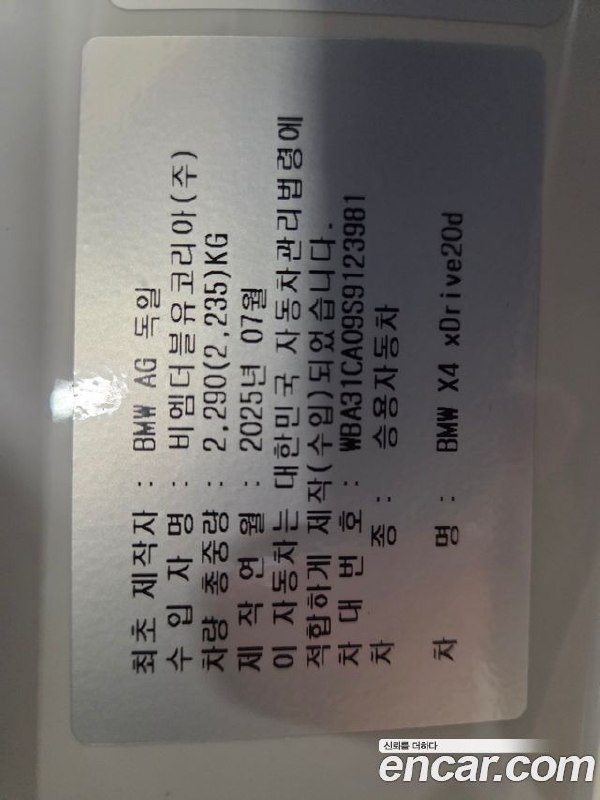 최초 제작자 : BMW AG 독일
수 입 자 명 : 비엠더블유코리아(주)
차량 총중량 : 2,290(2,235)KG
제 작 연 월 : 2025년 07월
이 자동차는 대한민국 자동차관리법령에
적합하게 제작(수입)되었습니다.
차 대 번 호 : WBA31CA09S9123981
차 종 : 승용자동차
차 명 : BMW X4 xDrive20d
신뢰를 더하다
encar.com